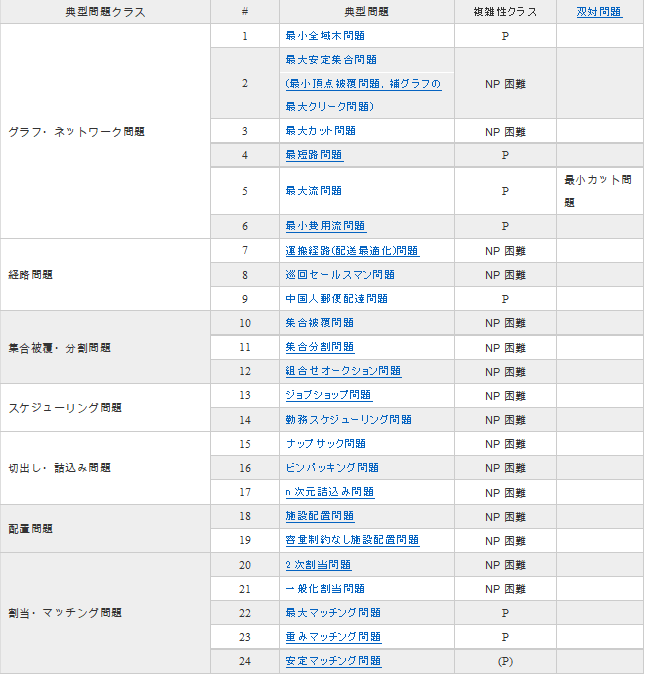 典型問題クラス # 典型問題 複雑性クラス 双対問題
グラフ・ネットワーク問題
1 最小全域木問題 P
2 最大安定集合問題
(最小頂点被覆問題, 補グラフの
最大クリーク問題) NP 困難
3 最大カット問題 NP 困難
4 最短路問題 P
5 最大流問題 P 最小カット問
題
6 最小費用流問題 P
経路問題
7 運搬経路(配送最適化)問題 NP 困難
8 巡回セールスマン問題 NP 困難
9 中国人郵便配達問題 P
集合被覆・分割問題
10 集合被覆問題 NP 困難
11 集合分割問題 NP 困難
12 組合せオークション問題 NP 困難
スケジューリング問題
13 ジョブショップ問題 NP 困難
14 勤務スケジューリング問題 NP 困難
切出し・詰込み問題
15 ナップサック問題 NP 困難
16 ビンパッキング問題 NP 困難
17 n 次元詰込み問題 NP 困難
配置問題
18 施設配置問題 NP 困難
19 容量制約なし施設配置問題 NP 困難
割当・マッチング問題
20 2 次割当問題 NP 困難
21 一般化割当問題 NP 困難
22 最大マッチング問題 P
23 重みマッチング問題 P
24 安定マッチング問題 (P)